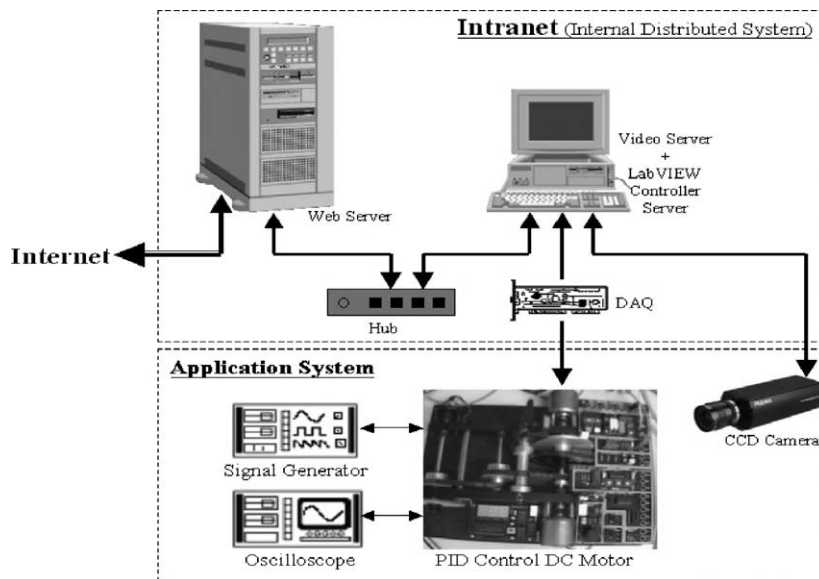 Intranet (Internal Distributed System)
Video Server
+
LabVIEW
Controller
Server
Web Server
Internet
Hub
DAQ
Application System
Signal Generator
Oscilloscope
PID Control DC Motor
CCD Camera